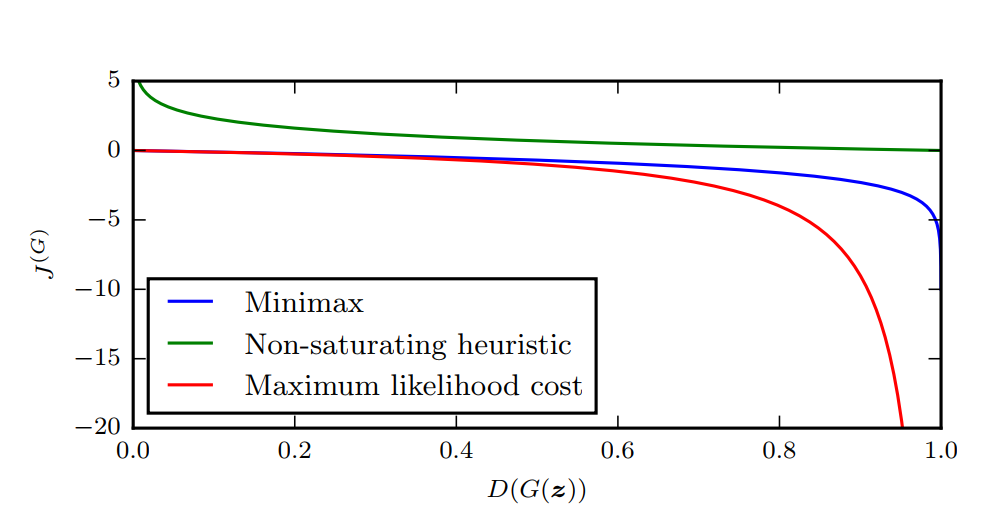 5
0
−5
−10
−15
−20
J(G)
Minimax
Non-saturating heuristic
Maximum likelihood cost
0.0 0.2 0.4 0.6 0.8 1.0
D(G(z))